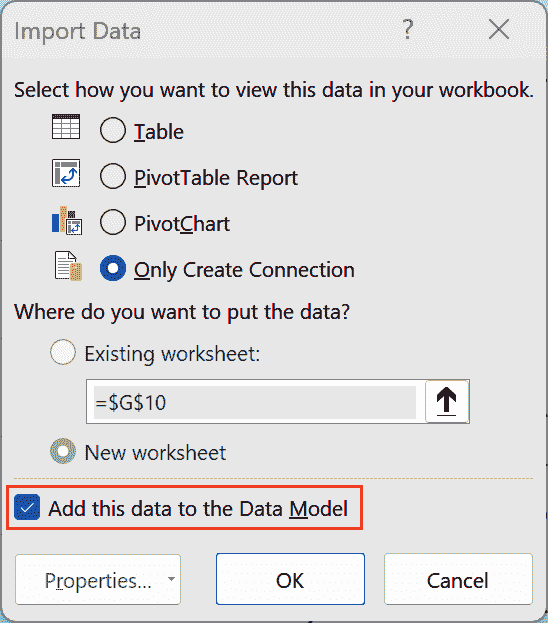 Import Data ?
Select how you want to view this data in your workbook.
Table
PivotTable Report
PivotChart
Only Create Connection
Where do you want to put the data?
Existing worksheet:
=$G$10
New worksheet
Add this data to the Data Model
Properties...
OK
Cancel